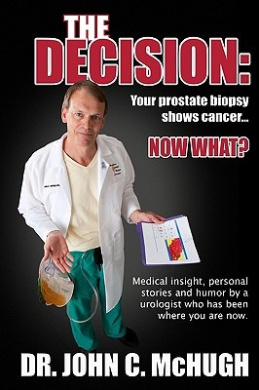 THE
DECISION:
Your prostate biopsy
shows cancer...
NOW WHAT?
Medical insight, personal
stories and humor by a
urologist who has been
where you are now.
DR. JOHN C. McHUGH